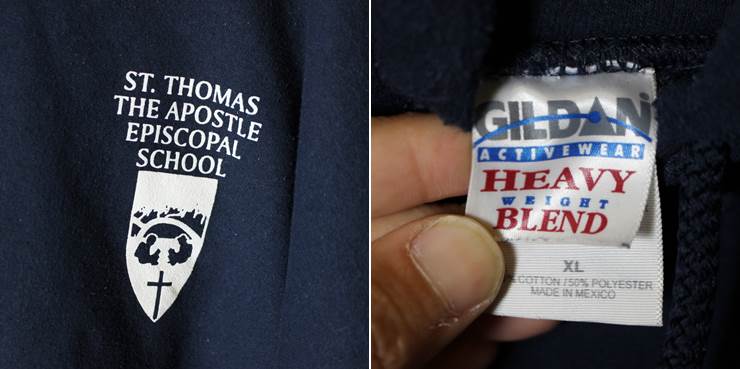 ST. THOMAS
THE APOSTLE
EPISCOPAL
SCHOOL
GILDAN
ACTIVEWEAR
HEAVY
WEIGHT
BLEND
XL
COTTON / 50% POLYESTER
MADE IN MEXICO